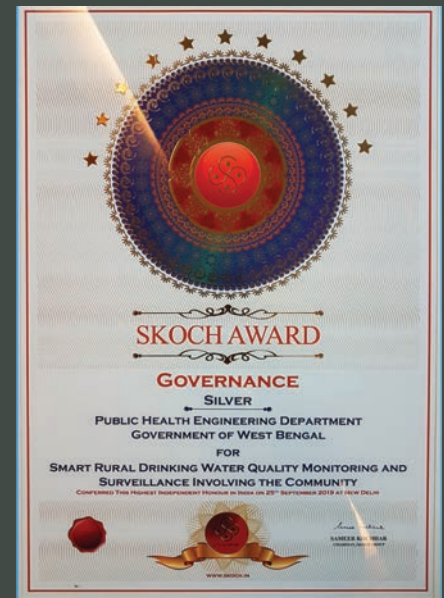 SKOCH AWARD
GOVERNANCE
SILVER
PUBLIC HEALTH ENGINEERING DEPARTMENT
GOVERNMENT OF WEST BENGAL
FOR
SMART RURAL DRINKING WATER QUALITY MONITORING AND
SURVEILLANCE INVOLVING THE COMMUNITY
CONFERRED THIS HIGHEST INDEPENDENT HONOUR IN INDIA ON 25TH SEPTEMBER 2019 AT NEW DELHI
SAMEER KOCHHAR
WWW.SKOCH.IN